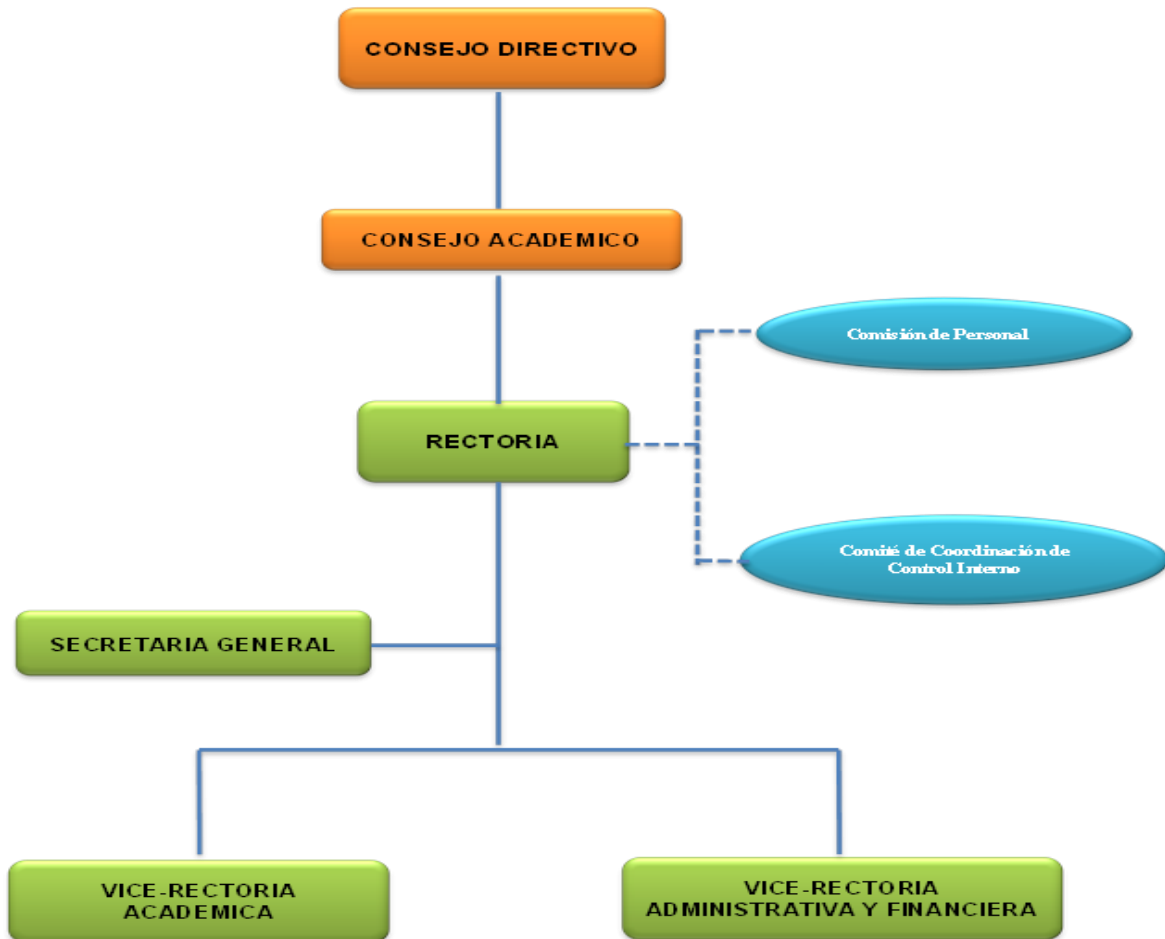 CONSEJO DIRECTIVO
CONSEJO ACADEMICO
Comisión de Personal
RECTORIA
Comité de Coordinación de
Control Interno
SECRETARIA GENERAL
VICE-RECTORIA
ACADEMICA
VICE-RECTORIA
ADMINISTRATIVA Y FINANCIERA